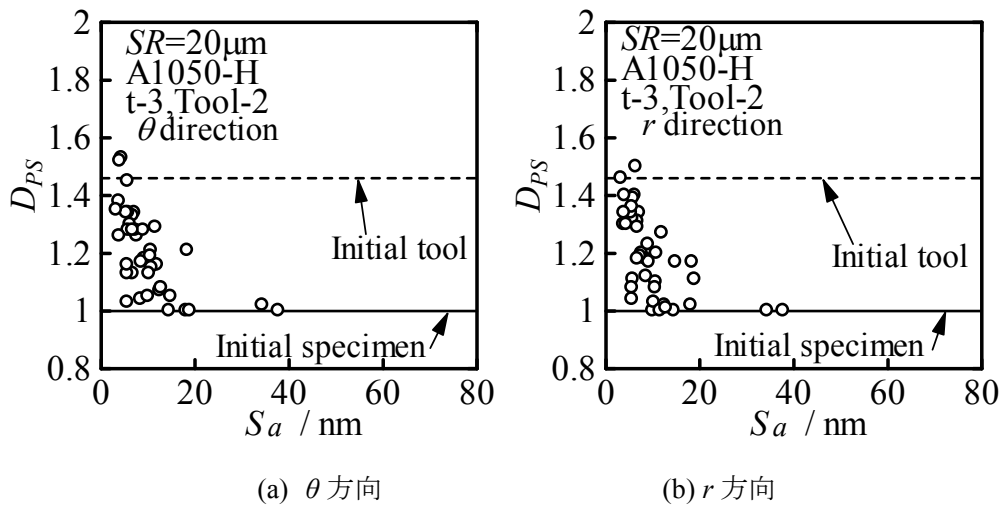 2
1.8
1.6
1.4
1.2
1
0.8
D_PS
SR=20μm
A1050-H
t-3,Tool-2
θ direction
Initial tool
Initial specimen
0 20 40 60 80
Sa / nm
(a) θ 方向
2
1.8
1.6
1.4
1.2
1
0.8
D_PS
SR=20μm
A1050-H
t-3,Tool-2
r direction
Initial tool
Initial specimen
0 20 40 60 80
Sa / nm
(b) r 方向